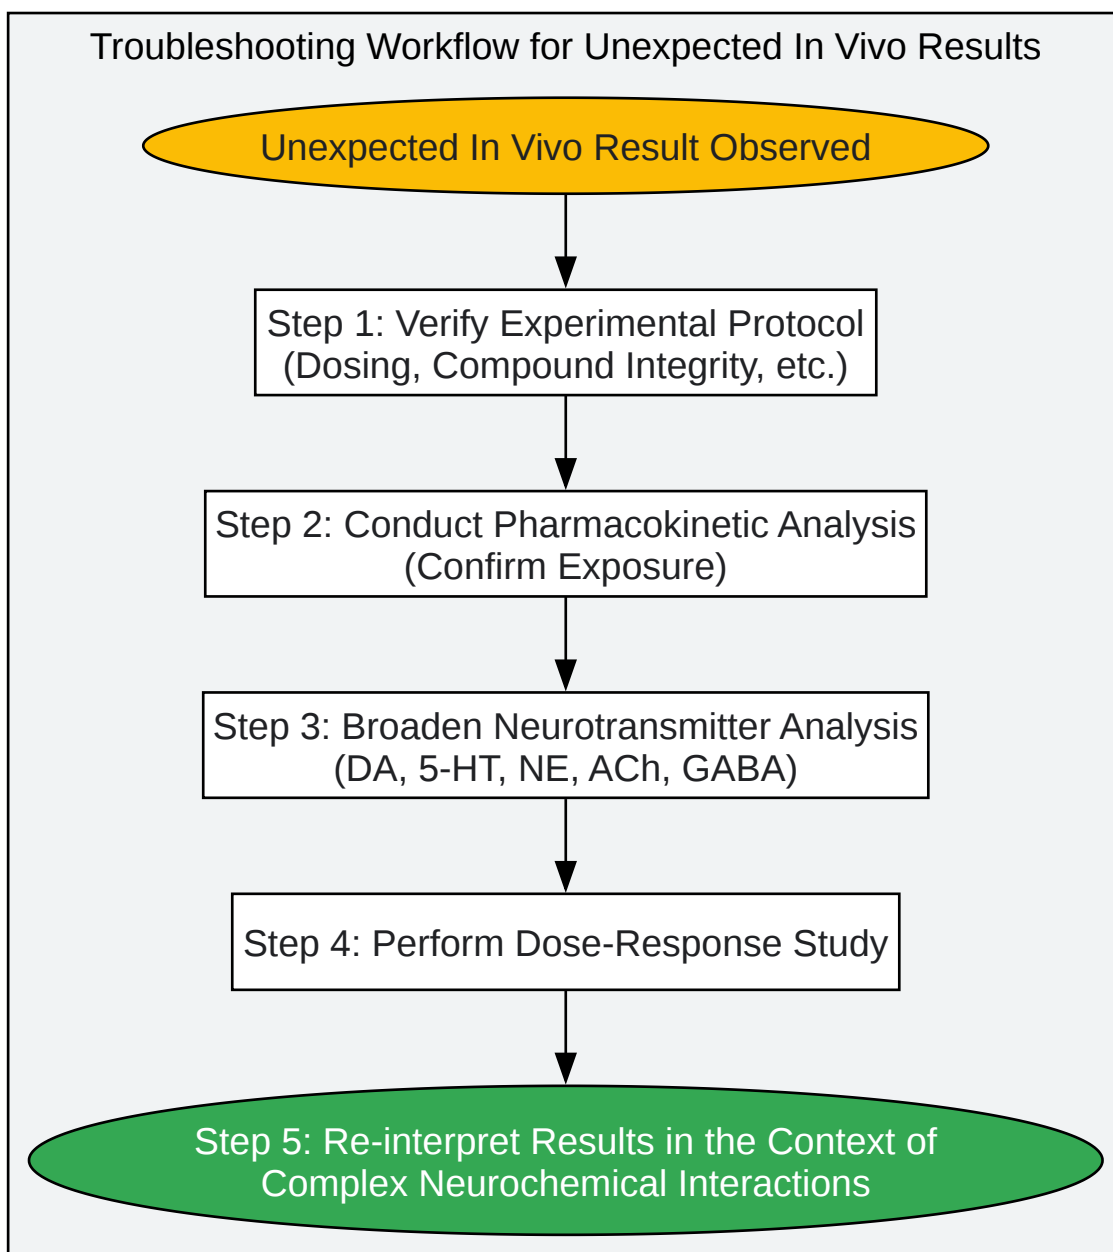 Troubleshooting Workflow for Unexpected In Vivo Results
Unexpected In Vivo Result Observed
Step 1: Verify Experimental Protocol
(Dosing, Compound Integrity, etc.)
Step 2: Conduct Pharmacokinetic Analysis
(Confirm Exposure)
Step 3: Broaden Neurotransmitter Analysis
(DA, 5-HT, NE, ACh, GABA)
Step 4: Perform Dose-Response Study
Step 5: Re-interpret Results in the Context of
Complex Neurochemical Interactions